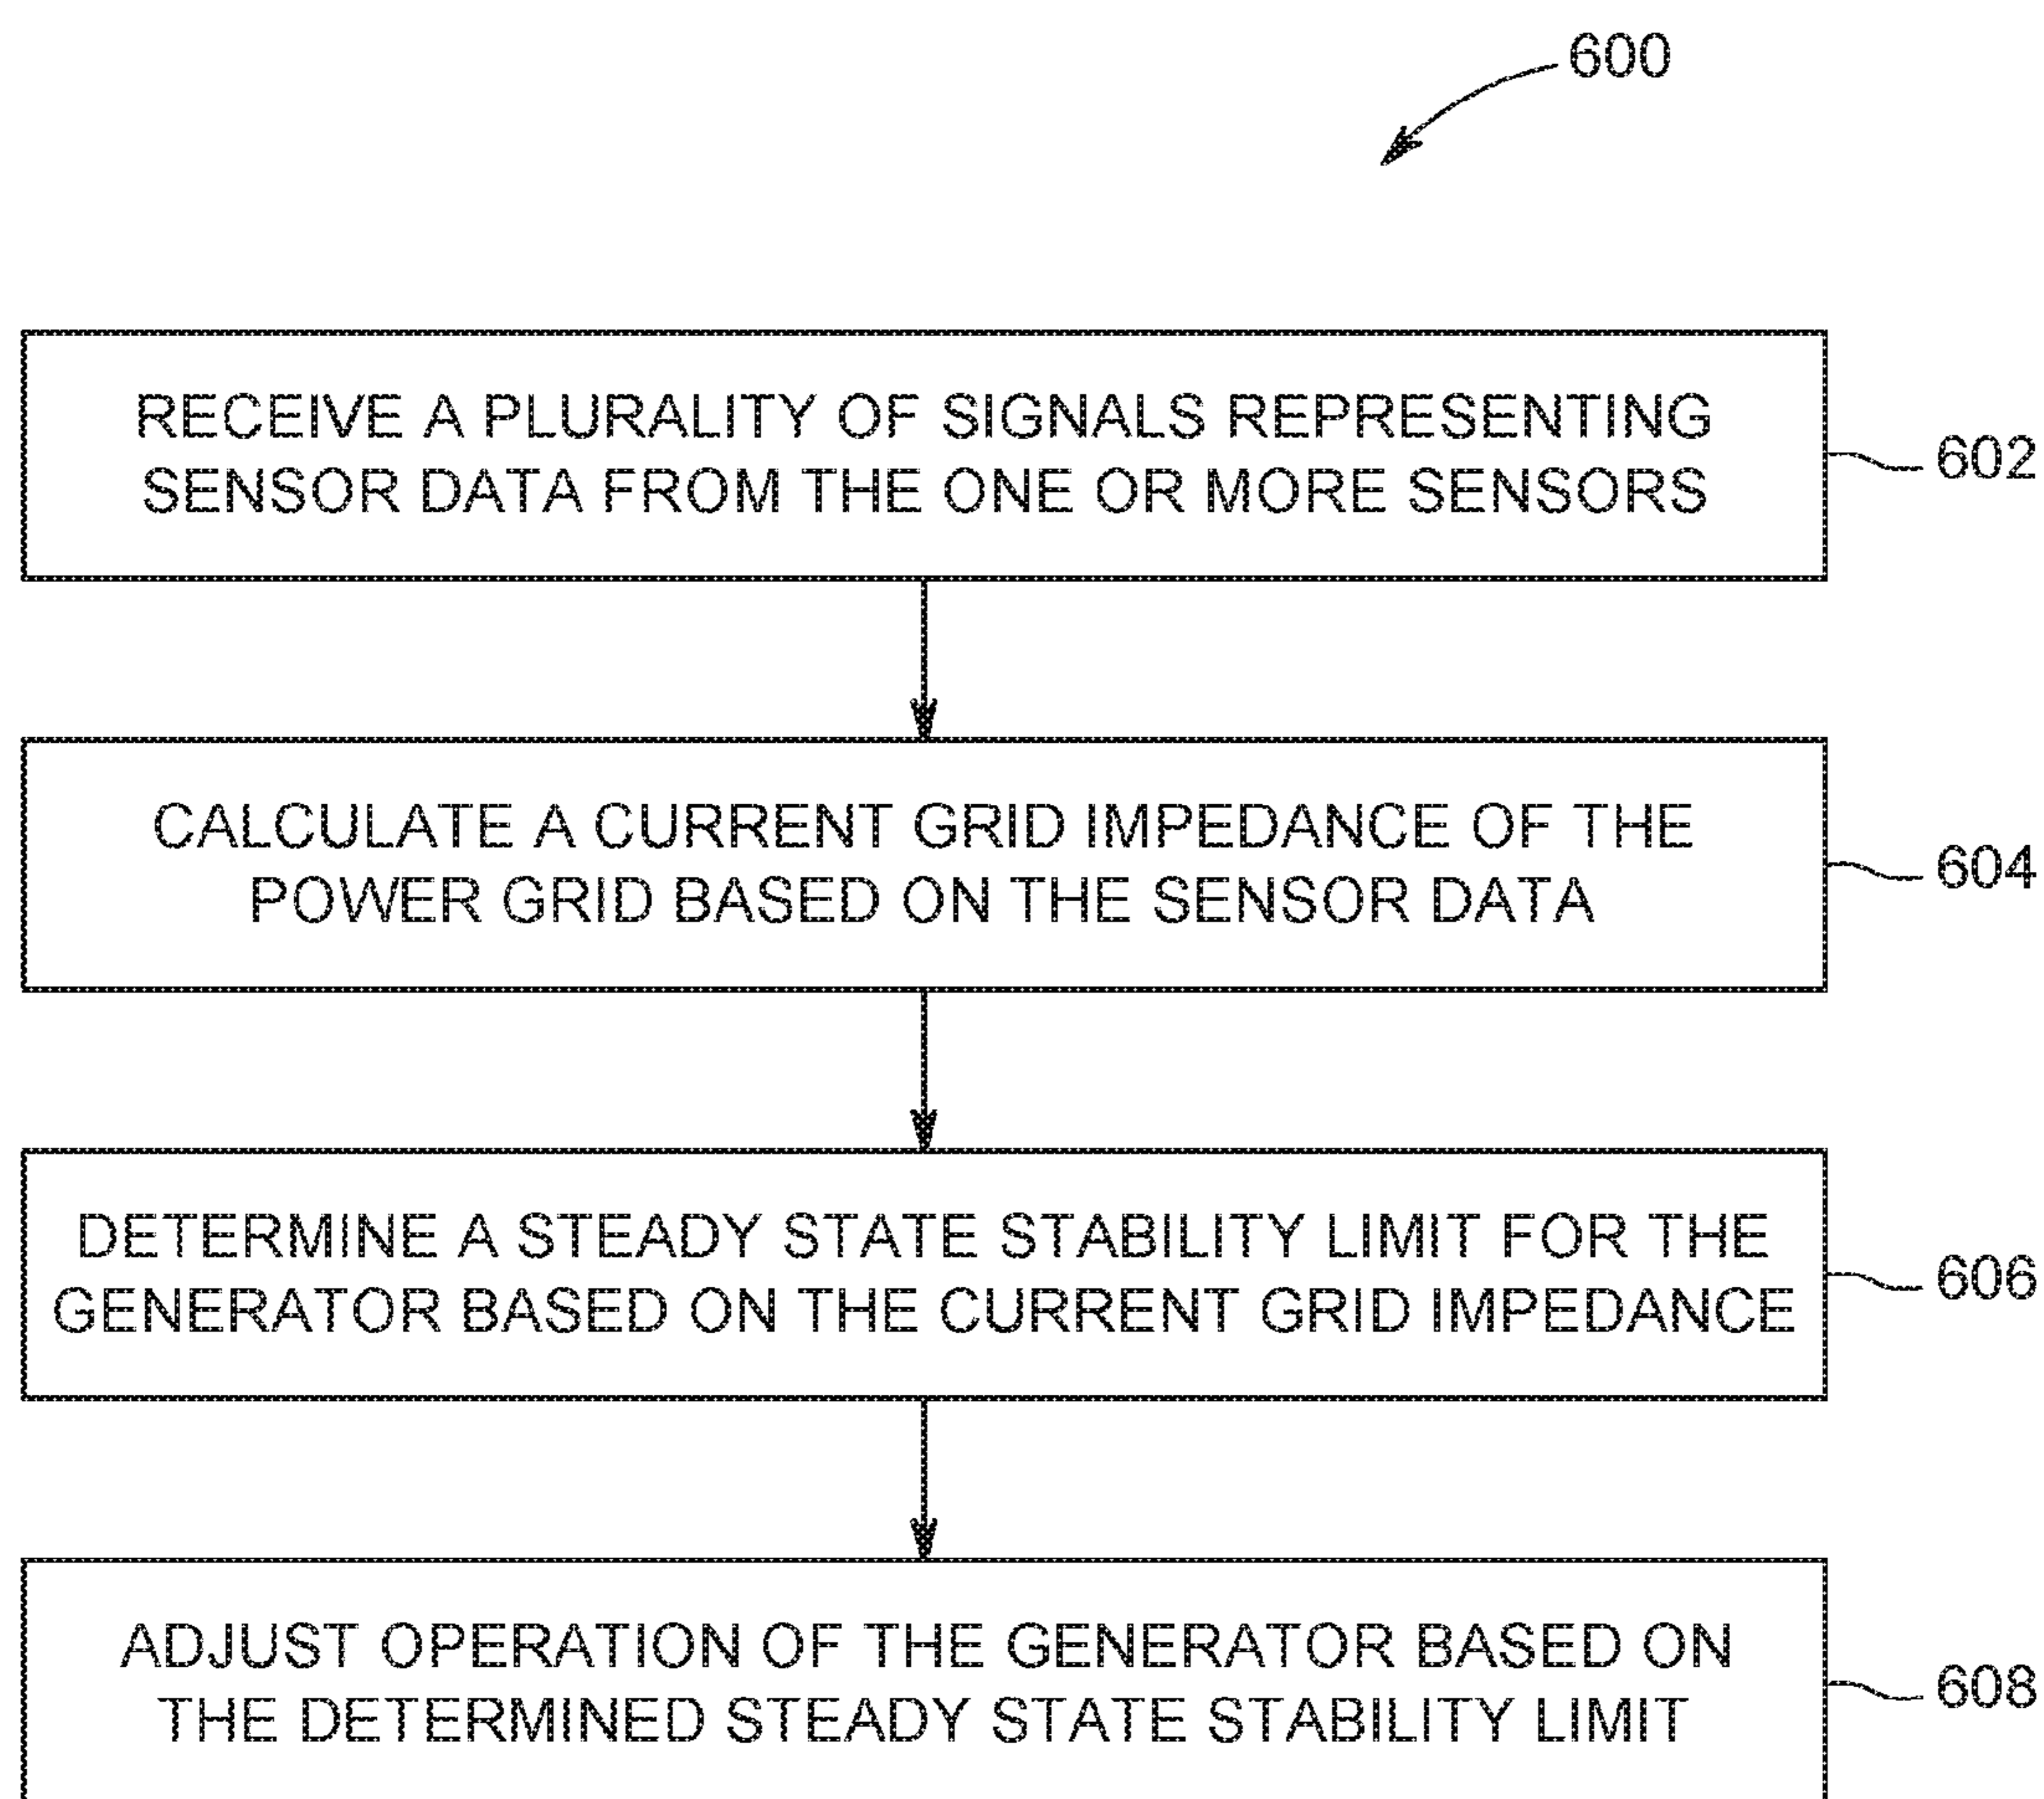 600
RECEIVE A PLURALITY OF SIGNALS REPRESENTING
SENSOR DATA FROM THE ONE OR MORE SENSORS
602
CALCULATE A CURRENT GRID IMPEDANCE OF THE
POWER GRID BASED ON THE SENSOR DATA
604
DETERMINE A STEADY STATE STABILITY LIMIT FOR THE
GENERATOR BASED ON THE CURRENT GRID IMPEDANCE
606
ADJUST OPERATION OF THE GENERATOR BASED ON
THE DETERMINED STEADY STATE STABILITY LIMIT
608